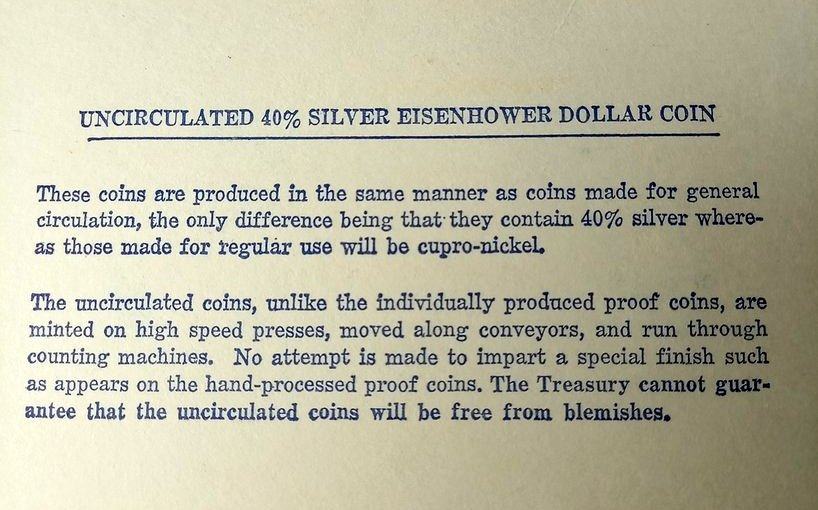 UNCIRCULATED 40% SILVER EISENHOWER DOLLAR COIN
These coins are produced in the same manner as coins made for general
circulation, the only difference being that they contain 40% silver where-
as those made for regular use will be cupro-nickel.
The uncirculated coins, unlike the individually produced proof coins, are
minted on high speed presses, moved along conveyors, and run through
counting machines. No attempt is made to impart a special finish such
as appears on the hand-processed proof coins. The Treasury cannot guar-
antee that the uncirculated coins will be free from blemishes.